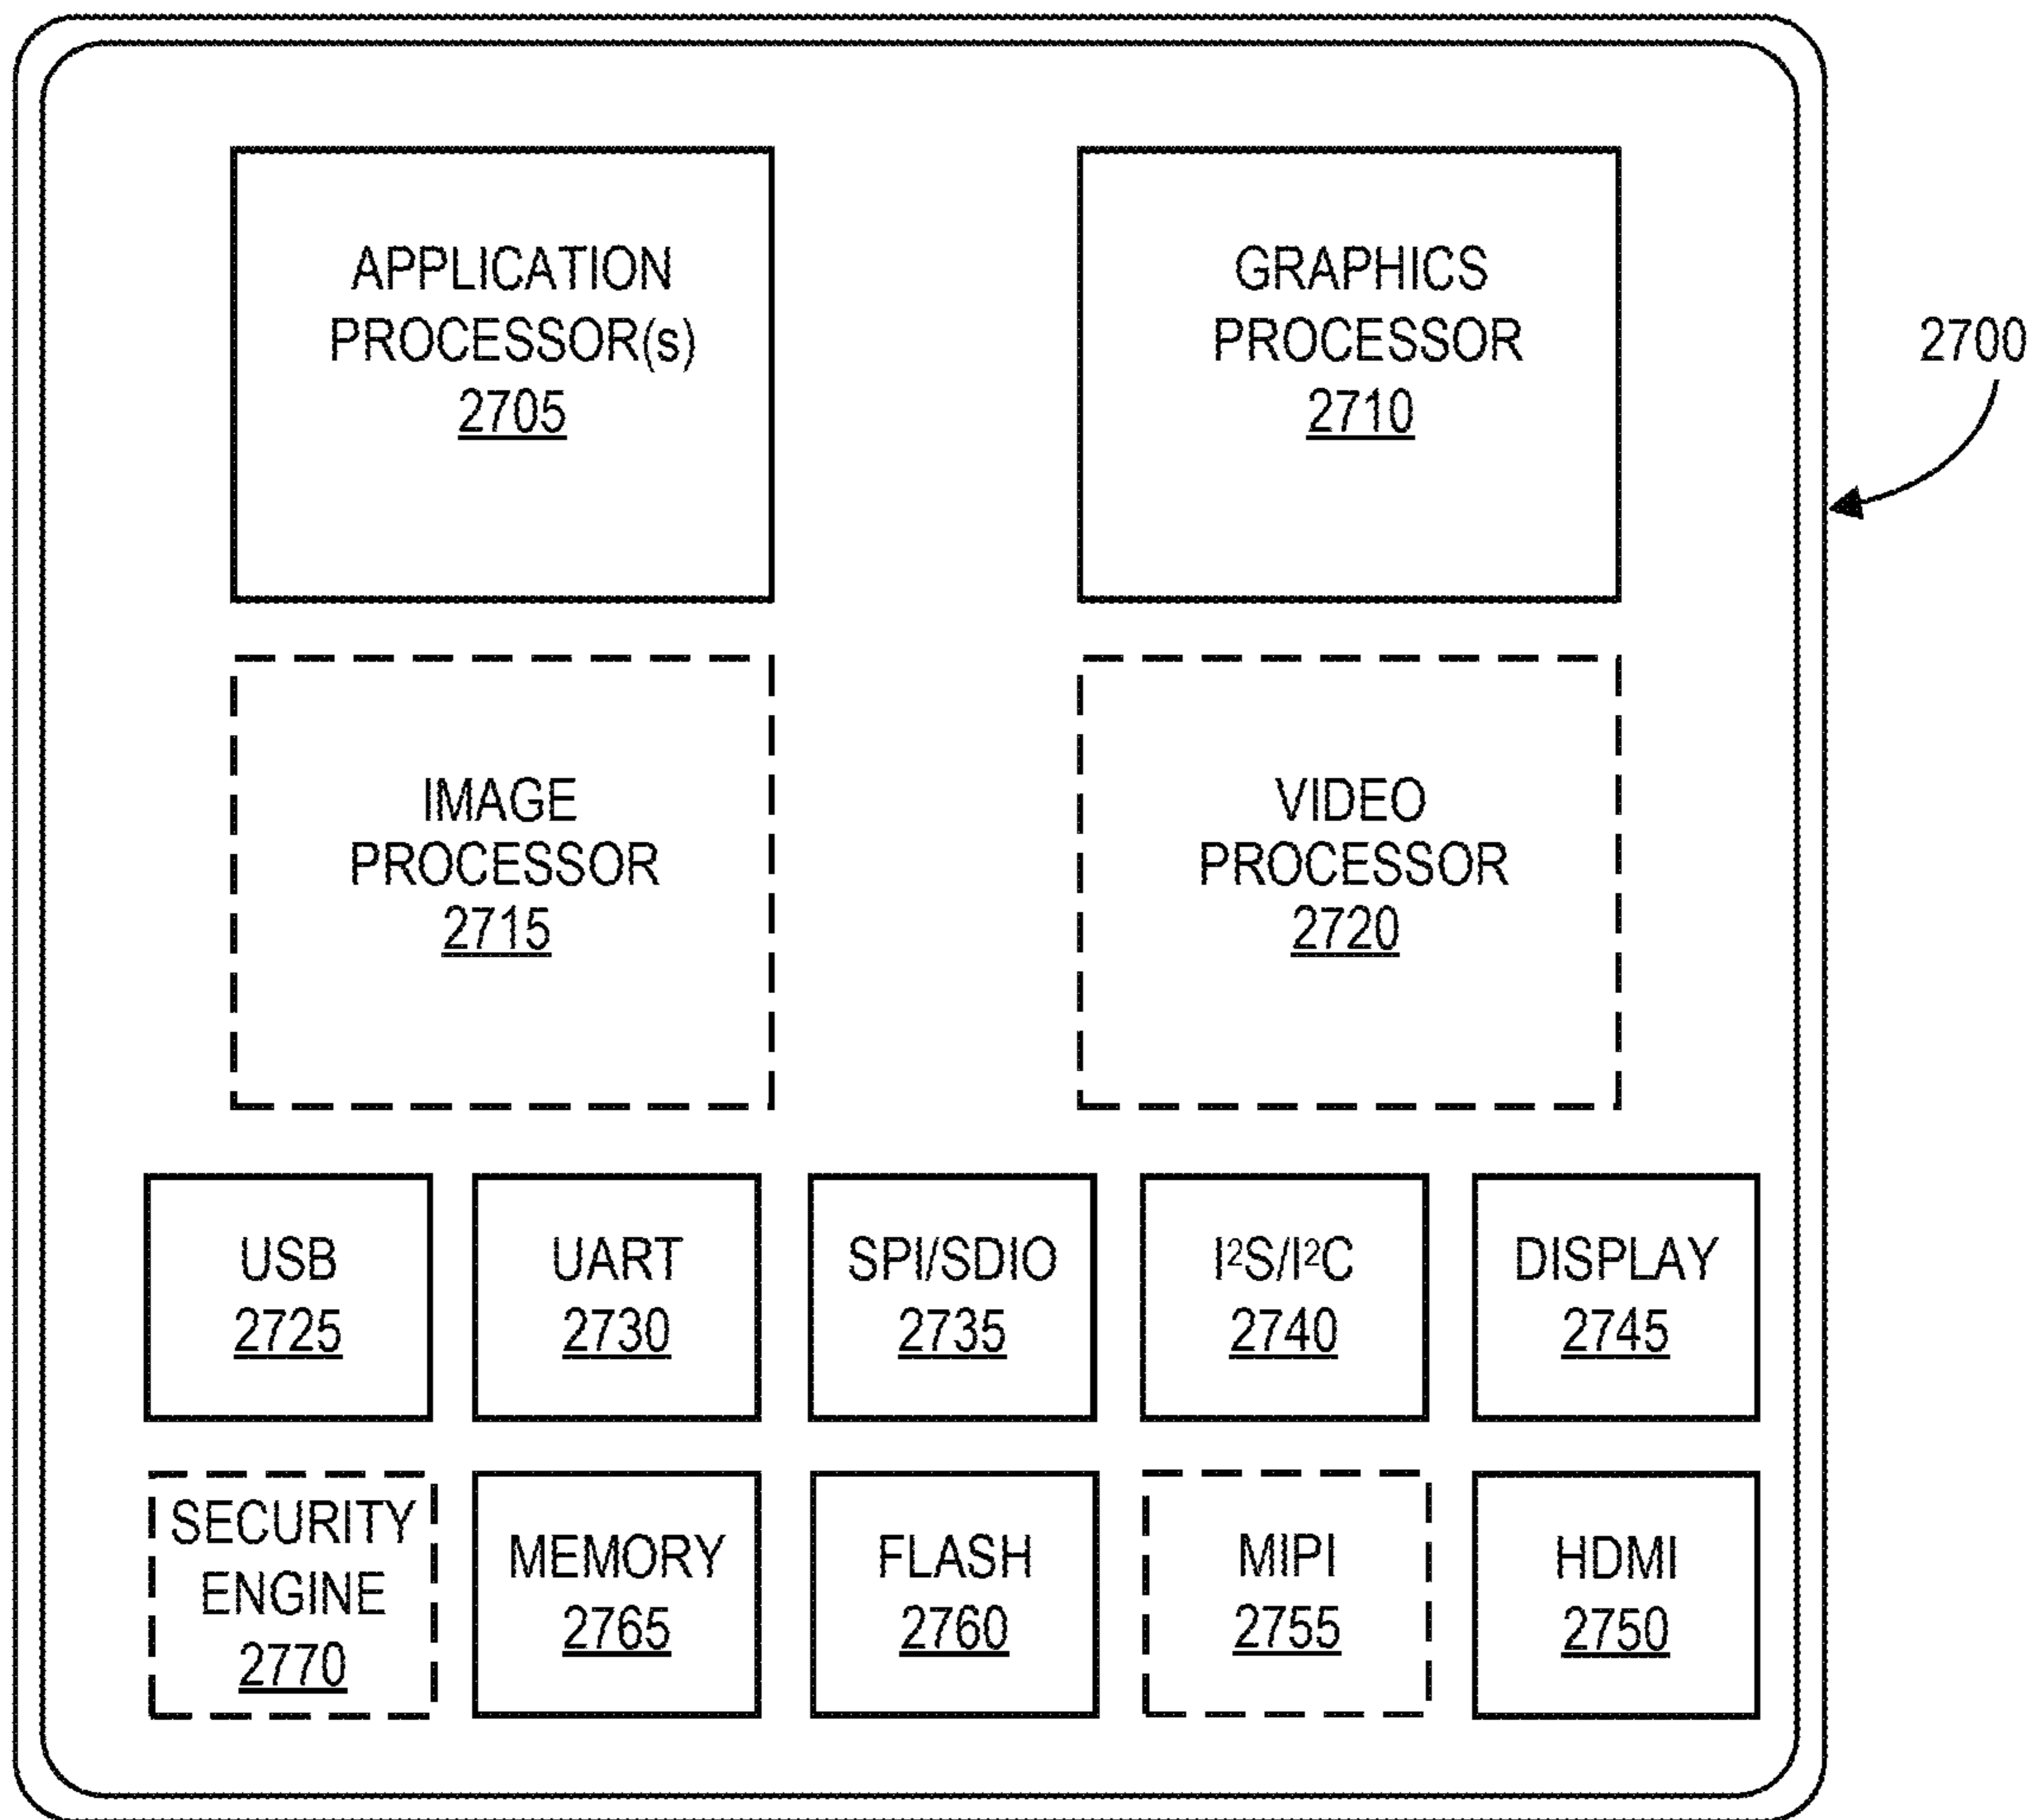 APPLICATION
PROCESSOR(s)
2705
GRAPHICS
PROCESSOR
2710
2700
IMAGE
PROCESSOR
2715
VIDEO
PROCESSOR
2720
USB
2725
UART
2730
SPI/SDIO
2735
I²S/I²C
2740
DISPLAY
2745
SECURITY
ENGINE
2770
MEMORY
2765
FLASH
2760
MIPI
2755
HDMI
2750